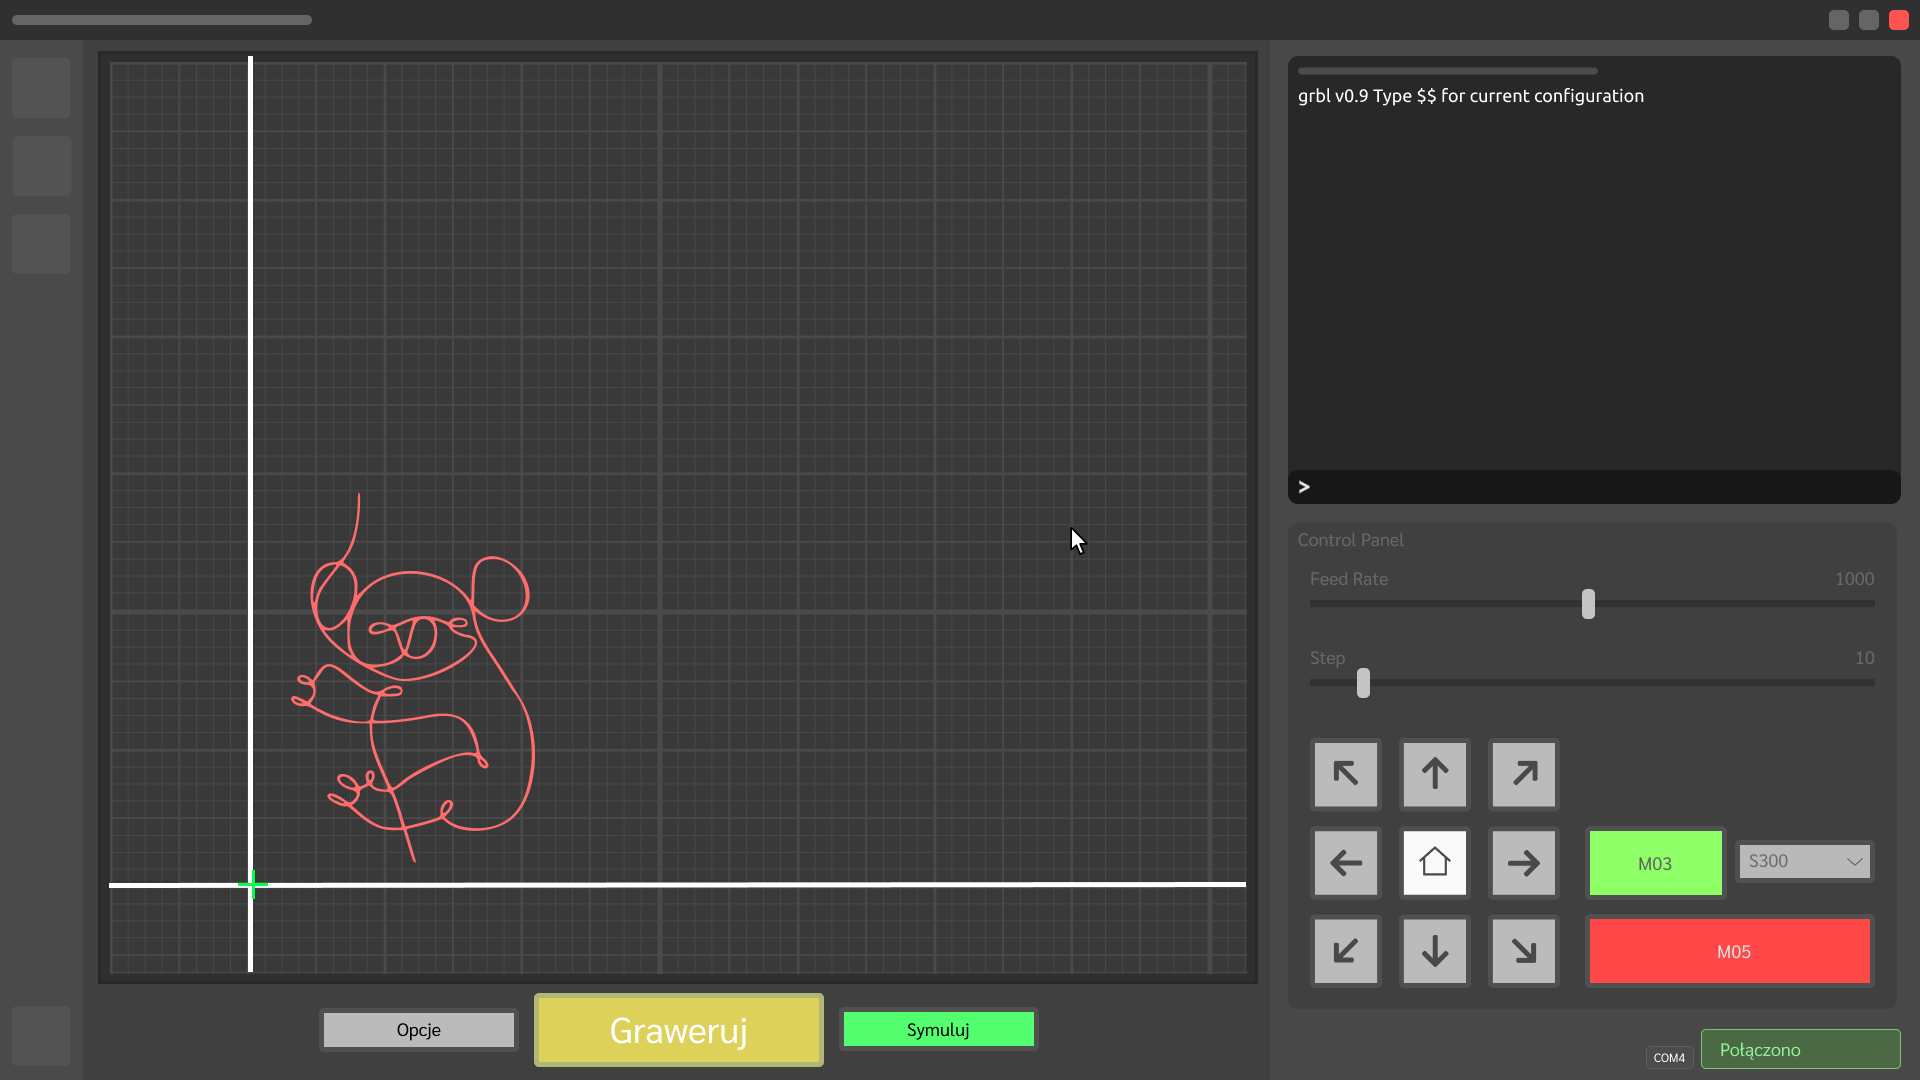 grbl v0.9 Type $$ for current configuration
>
Control Panel
Feed Rate 1000
Step 10
M03 S300
M05
Opcje Graweruj Symuluj
COM4 Połączono